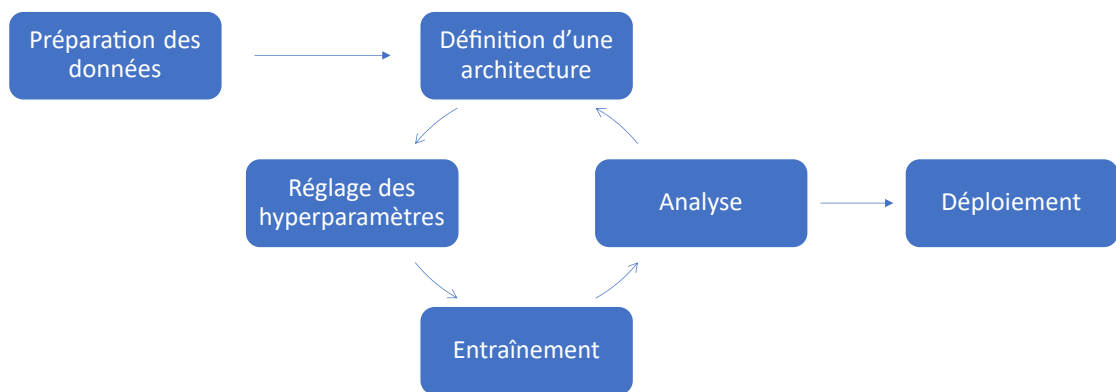 Préparation des
données
Définition d’une
architecture
Réglage des
hyperparamètres
Analyse
Déploiement
Entraînement